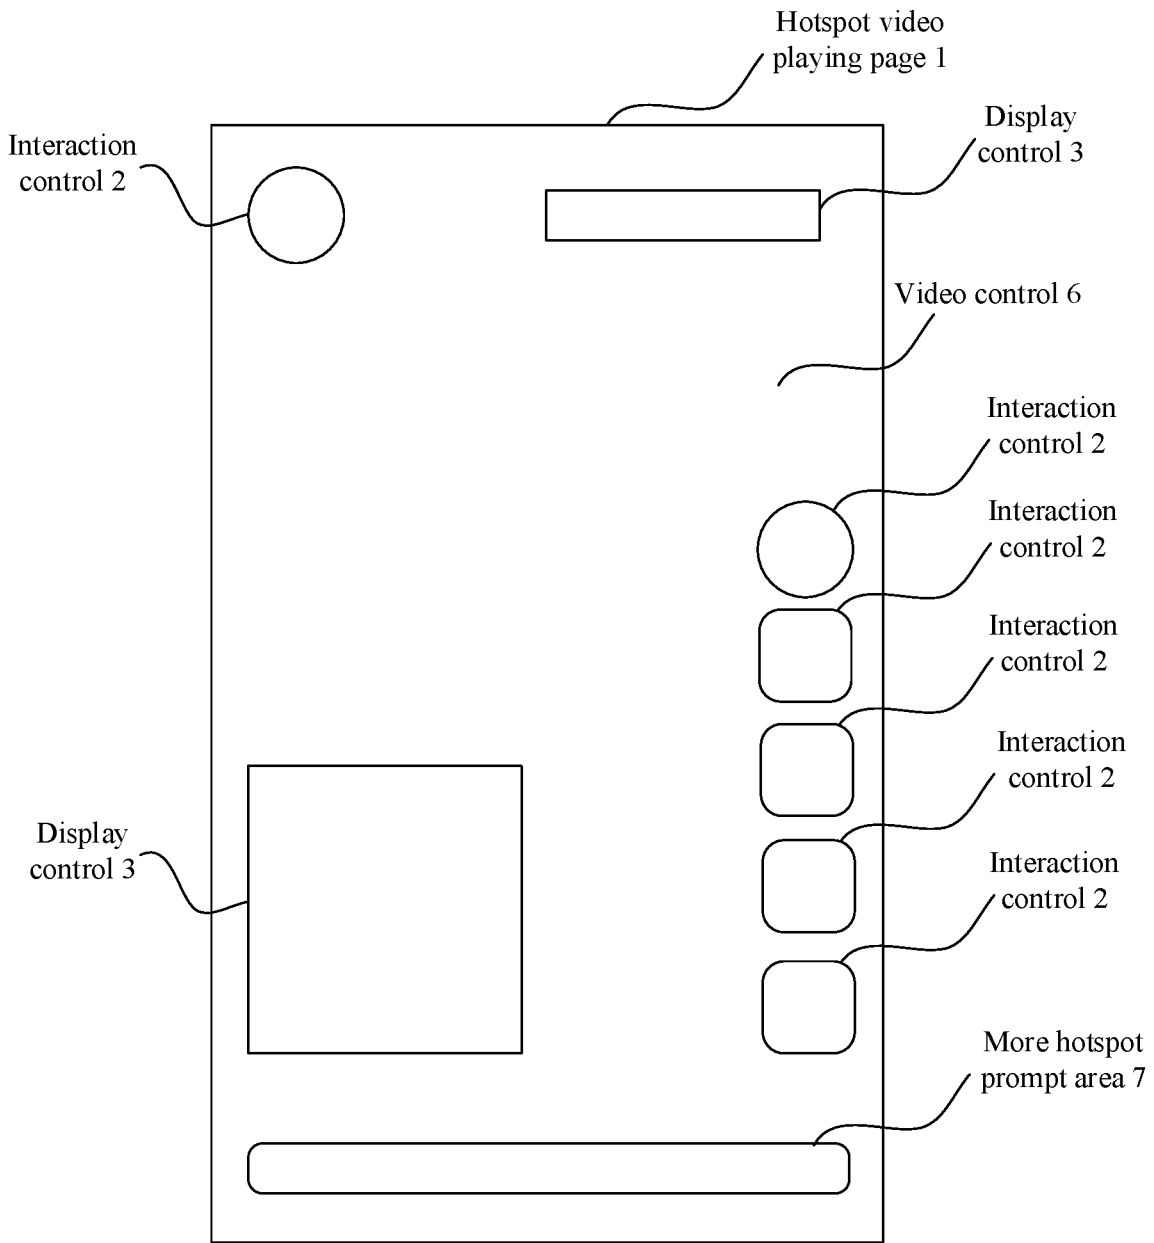 Hotspot video
playing page 1
Display
control 3
Interaction
control 2
Video control 6
Interaction
control 2
Interaction
control 2
Interaction
control 2
Interaction
control 2
Display
control 3
Interaction
control 2
More hotspot
prompt area 7